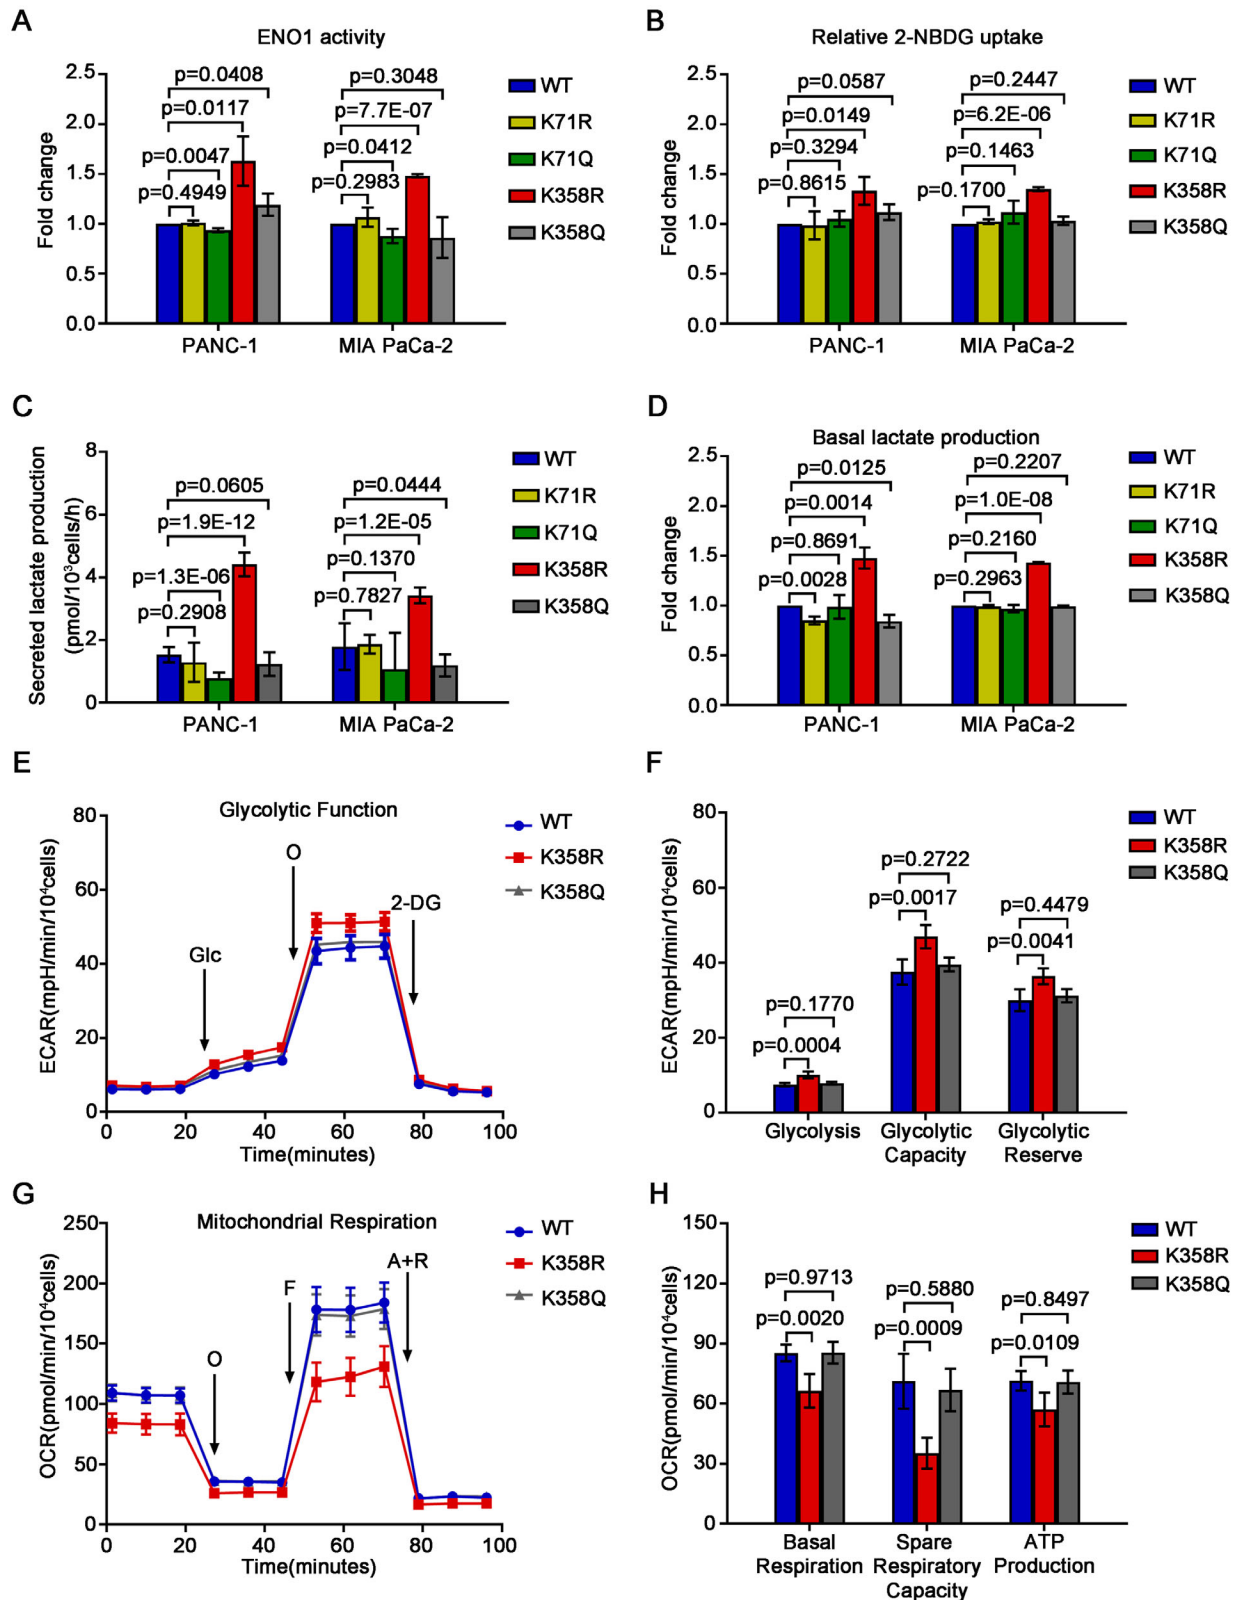 A
ENO1 activity
Fold change
2.5
2.0
1.5
1.0
0.5
0.0
p=0.0408
p=0.0117
p=0.0047
p=0.4949
p=0.3048
p=7.7E-07
p=0.0412
p=0.2983
PANC-1
MIA PaCa-2
WT
K71R
K71Q
K358R
K358Q
B
Relative 2-NBDG uptake
Fold change
2.5
2.0
1.5
1.0
0.5
0.0
p=0.0587
p=0.0149
p=0.3294
p=0.8615
p=0.2447
p=6.2E-06
p=0.1463
p=0.1700
PANC-1
MIA PaCa-2
WT
K71R
K71Q
K358R
K358Q
C
Secreted lactate production
(pmol/10³cells/h)
8
6
4
2
0
p=0.0605
p=1.9E-12
p=1.3E-06
p=0.2908
p=0.0444
p=1.2E-05
p=0.1370
p=0.7827
PANC-1
MIA PaCa-2
WT
K71R
K71Q
K358R
K358Q
D
Basal lactate production
Fold change
2.5
2.0
1.5
1.0
0.5
0.0
p=0.0125
p=0.0014
p=0.8691
p=0.0028
p=0.2207
p=1.0E-08
p=0.2160
p=0.2963
PANC-1
MIA PaCa-2
WT
K71R
K71Q
K358R
K358Q
E
Glycolytic Function
ECAR(mpH/min/10⁴cells)
80
60
40
20
0
Glc
O
2-DG
0
20
40
60
80
100
Time(minutes)
WT
K358R
K358Q
F
ECAR(mpH/min/10⁴cells)
80
60
40
20
0
p=0.1770
p=0.0004
p=0.2722
p=0.0017
p=0.4479
p=0.0041
Glycolysis
Glycolytic
Capacity
Glycolytic
Reserve
WT
K358R
K358Q
G
Mitochondrial Respiration
OCR(pmol/min/10⁴cells)
250
200
150
100
50
0
O
F
A+R
0
20
40
60
80
100
Time(minutes)
WT
K358R
K358Q
H
OCR(pmol/min/10⁴cells)
150
120
90
60
30
0
p=0.9713
p=0.0020
p=0.5880
p=0.0009
p=0.8497
p=0.0109
Basal
Respiration
Spare
Respiratory
Capacity
ATP
Production
WT
K358R
K358Q